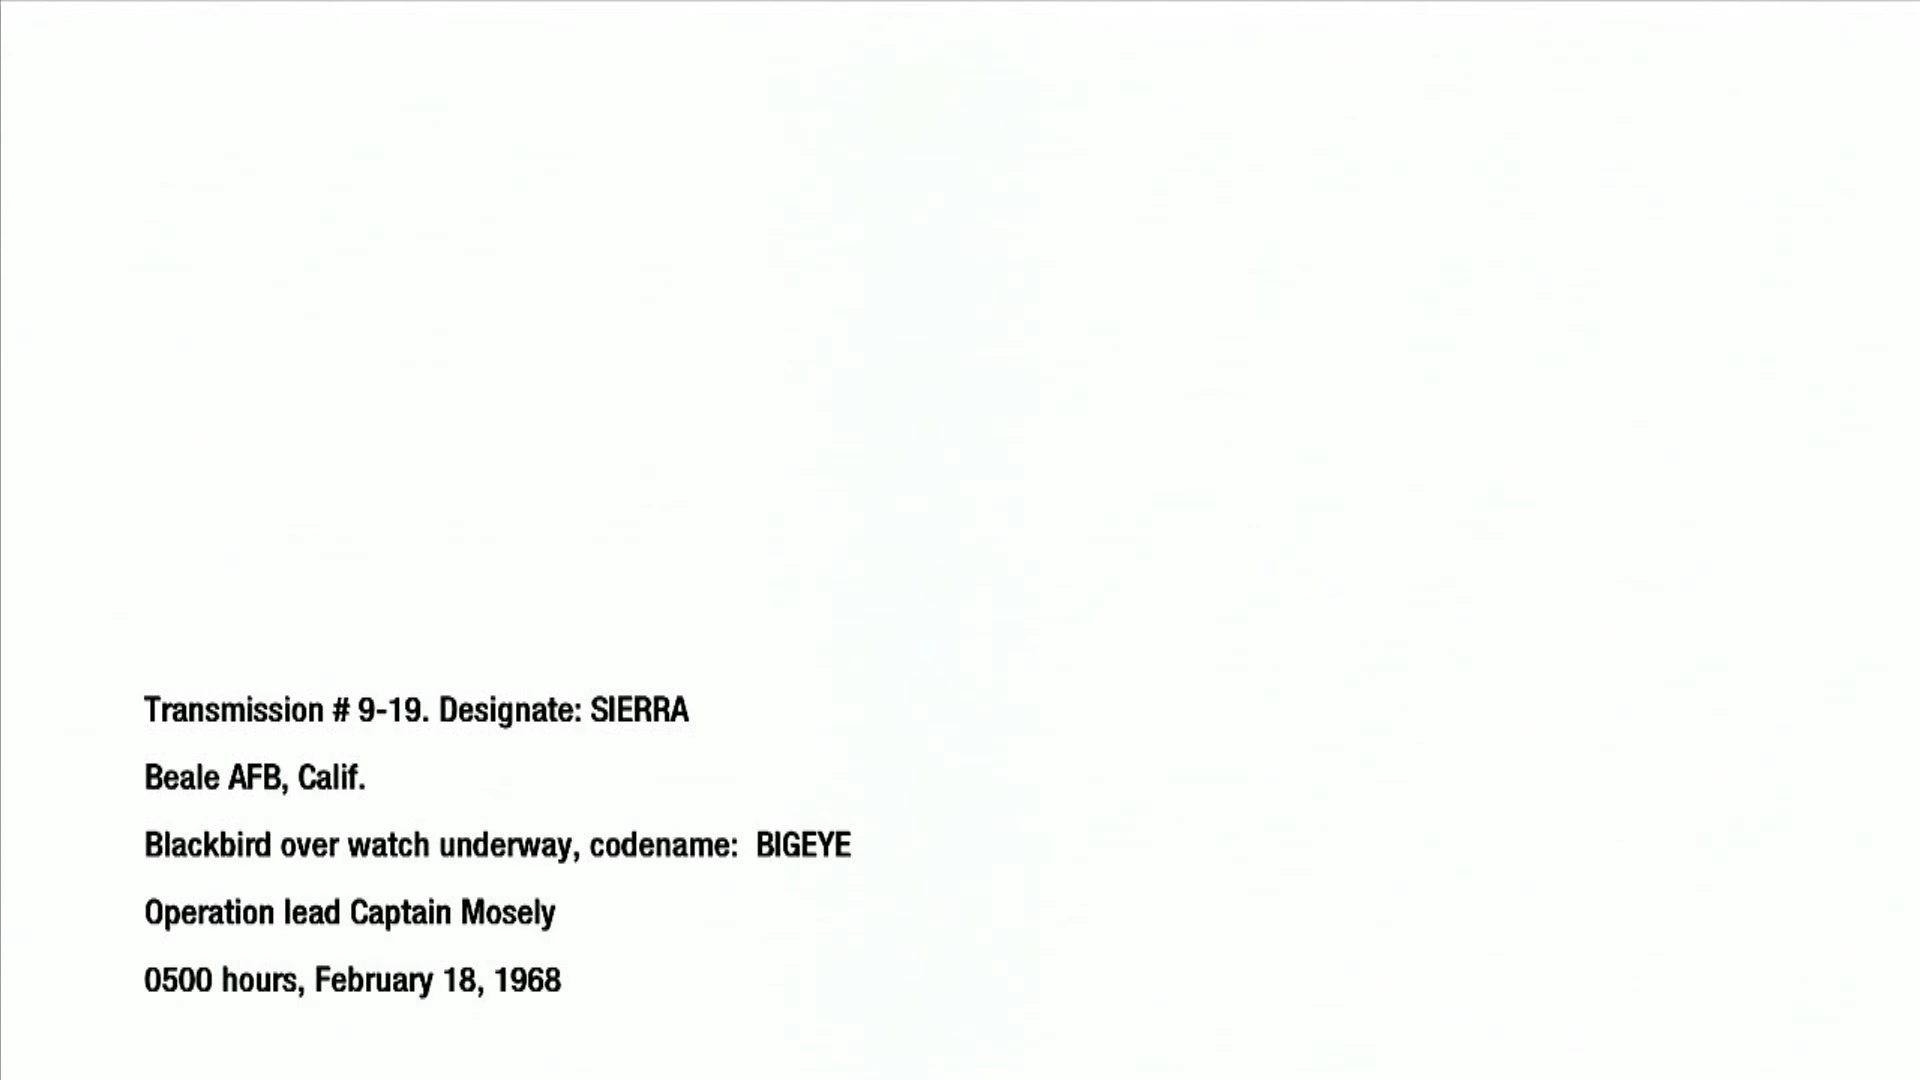 Transmission # 9-19. Designate: SIERRA
Beale AFB, Calif.
Blackbird over watch underway, codename:  BIGEYE
Operation lead Captain Mosely
0500 hours, February 18, 1968